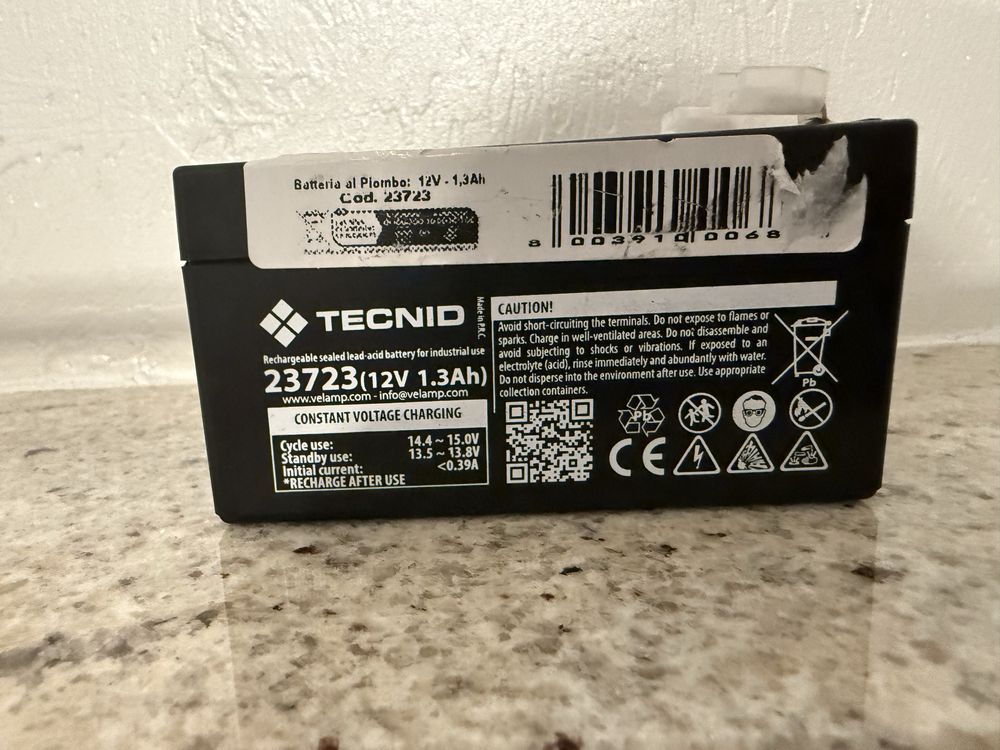 Batteria al Piombo: 12V - 1,3Ah
Cod. 23723
8 003910 0068
TECNID
Made in P.R.C.
Rechargeable sealed lead-acid battery for industrial use
23723(12V 1.3Ah)
www.velamp.com - info@velamp.com
CONSTANT VOLTAGE CHARGING
Cycle use: 14.4 ~ 15.0V
Standby use: 13.5 ~ 13.8V
Initial current: <0.39A
*RECHARGE AFTER USE
CAUTION!
Avoid short-circuiting the terminals. Do not expose to flames or
sparks. Charge in well-ventilated areas. Do not disassemble and
avoid subjecting to shocks or vibrations. If exposed to an
electrolyte (acid), rinse immediately and abundantly with water.
Do not disperse into the environment after use. Use appropriate
collection containers.
Pb
Pb
CE